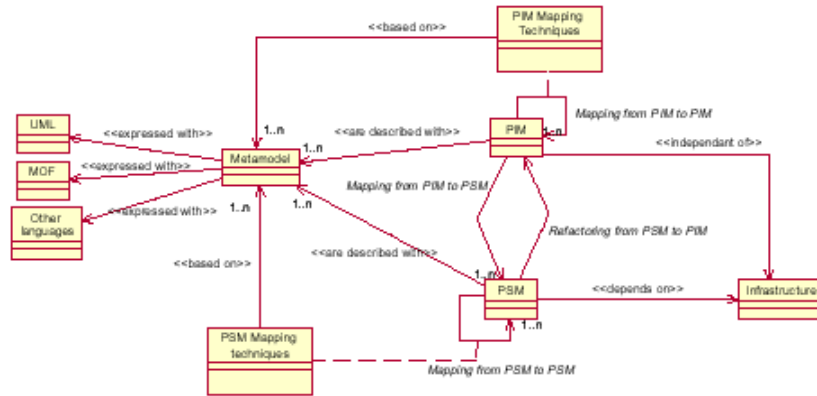 PIM Mapping
Techniques
<<based on>>
Mapping from PIM to PIM
UML
<<expressed with>>
1..n
<<are described with>>
PIM
1..n
<<independant of>>
Metamodel
1..n
MOF
<<expressed with>>
Mapping from PIM to PSM
Other
languages
<<expressed with>>
1..n
1..n
Refactoring from PSM to PIM
<<are described with>>
<<based on>>
1..n
PSM
<<depends on>>
Infrastructure
1..n
PSM Mapping
techniques
Mapping from PSM to PSM